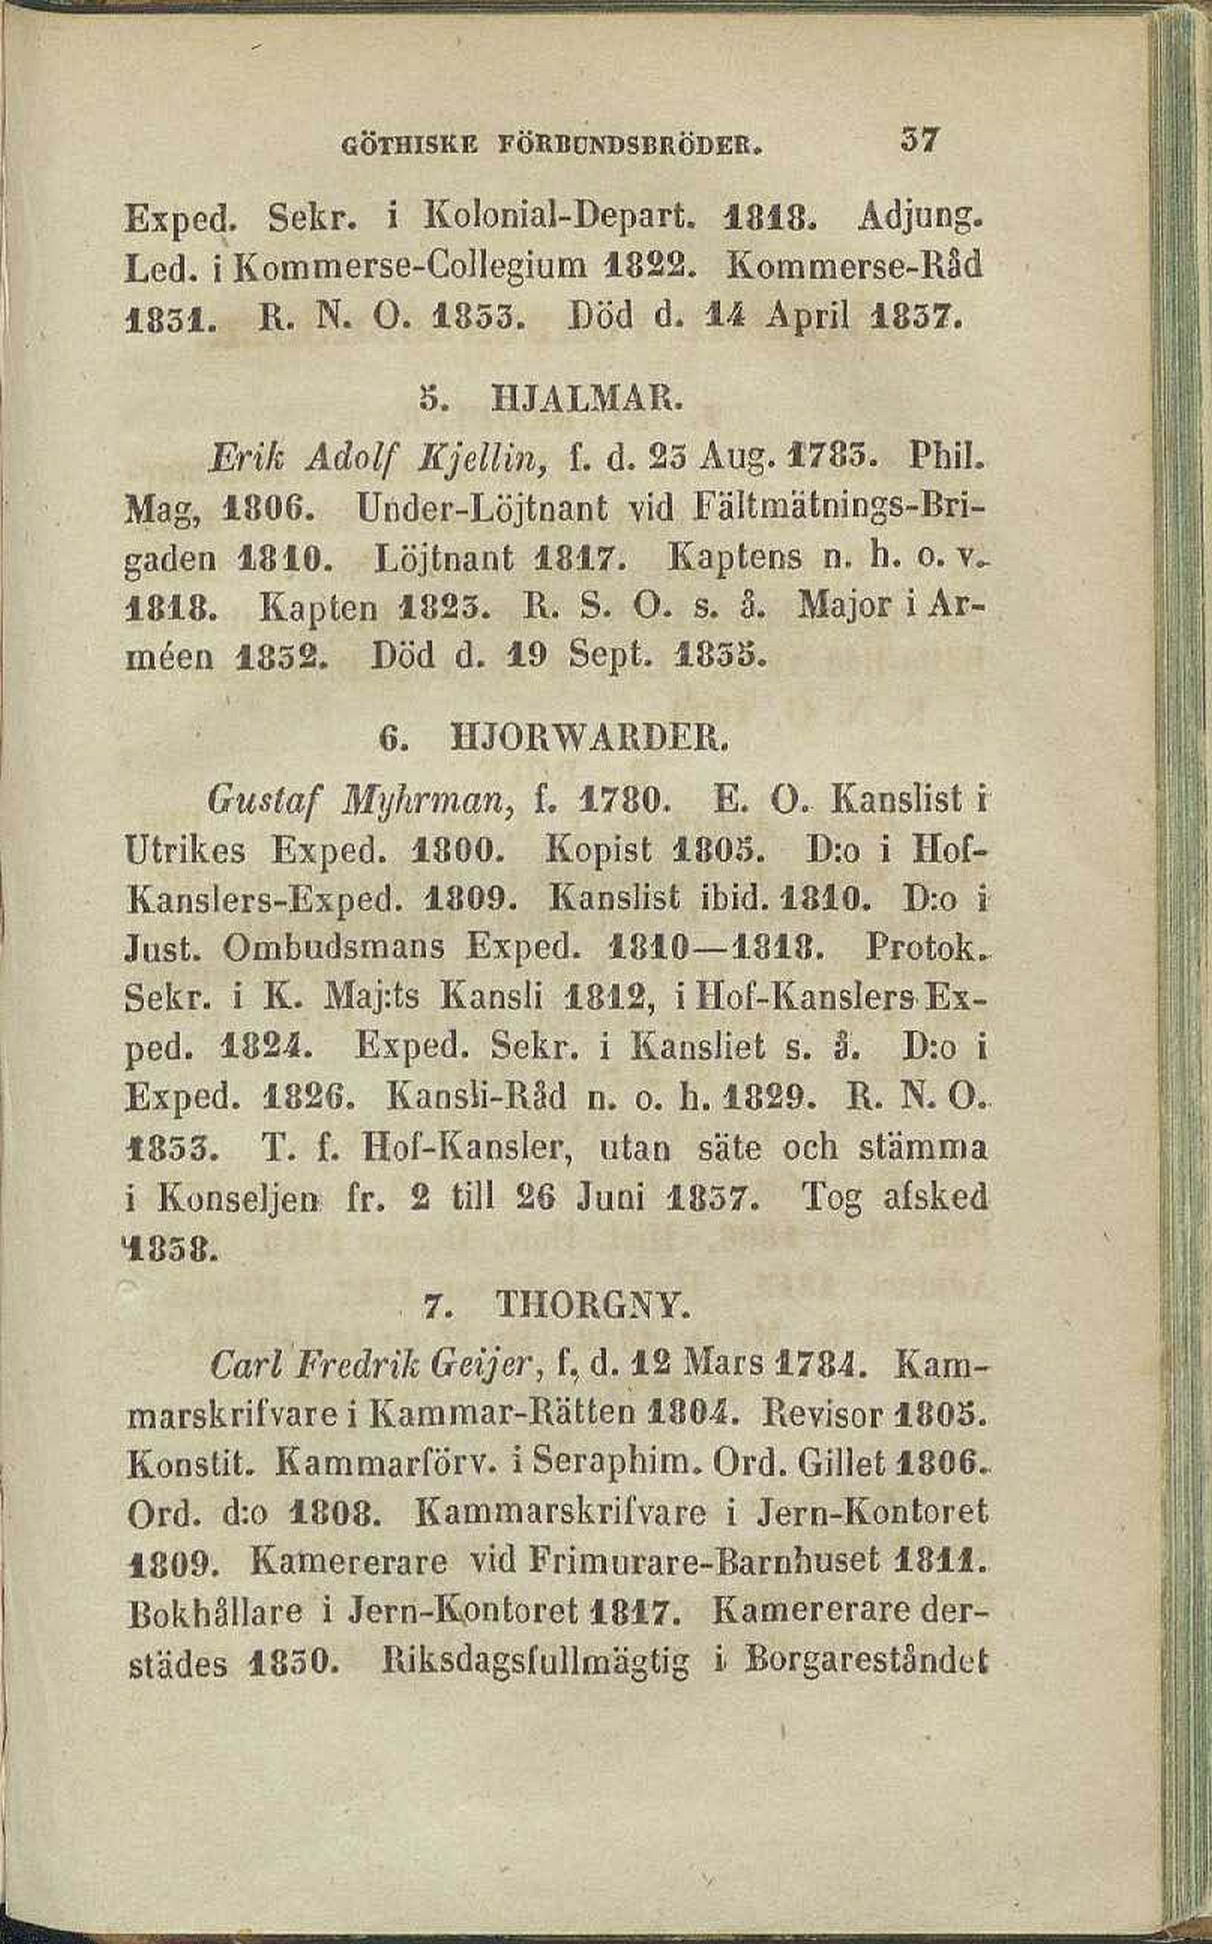 GÖTHISKE FÖRBUNDSBRÖDER. 37
Exped. Sekr. i Kolonial-Depart. 1818. Adjung.
Led. i Kommerse-Collegium 1822. Kommerse-Råd
1831. R. N. O. 1833. Död d. 14 April 1837.
5. HJALMAR.
Erik Adolf Kjellin, f. d. 23 Aug. 1783. Phil.
Mag, 1806. Under-Löjtnant vid Fältmätnings-Bri-
gaden 1810. Löjtnant 1817. Kaptens n. h. o. v.
1818. Kapten 1823. R. S. O. s. å. Major i Ar-
méen 1832. Död d. 19 Sept. 1835.
6. HJORWARDER.
Gustaf Myhrman, f. 1780. E. O. Kanslist i
Utrikes Exped. 1800. Kopist 1805. D:o i Hof-
Kanslers-Exped. 1809. Kanslist ibid. 1810. D:o i
Just. Ombudsmans Exped. 1810—1818. Protok.
Sekr. i K. Maj:ts Kansli 1812, i Hof-Kanslers Ex-
ped. 1824. Exped. Sekr. i Kansliet s. å. D:o i
Exped. 1826. Kansli-Råd n. o. h. 1829. R. N. O.
1833. T. f. Hof-Kansler, utan säte och stämma
i Konseljen fr. 2 till 26 Juni 1837. Tog afsked
1838.
7. THORGNY.
Carl Fredrik Geijer, f, d. 12 Mars 1784. Kam-
marskrifvare i Kammar-Rätten 1804. Revisor 1805.
Konstit. Kammarförv. i Seraphim. Ord. Gillet 1806.
Ord. d:o 1808. Kammarskrifvare i Jern-Kontoret
1809. Kamererare vid Frimurare-Barnhuset 1811.
Bokhållare i Jern-Kontoret 1817. Kamererare der-
städes 1830. Riksdagsfullmägtig i Borgareståndet